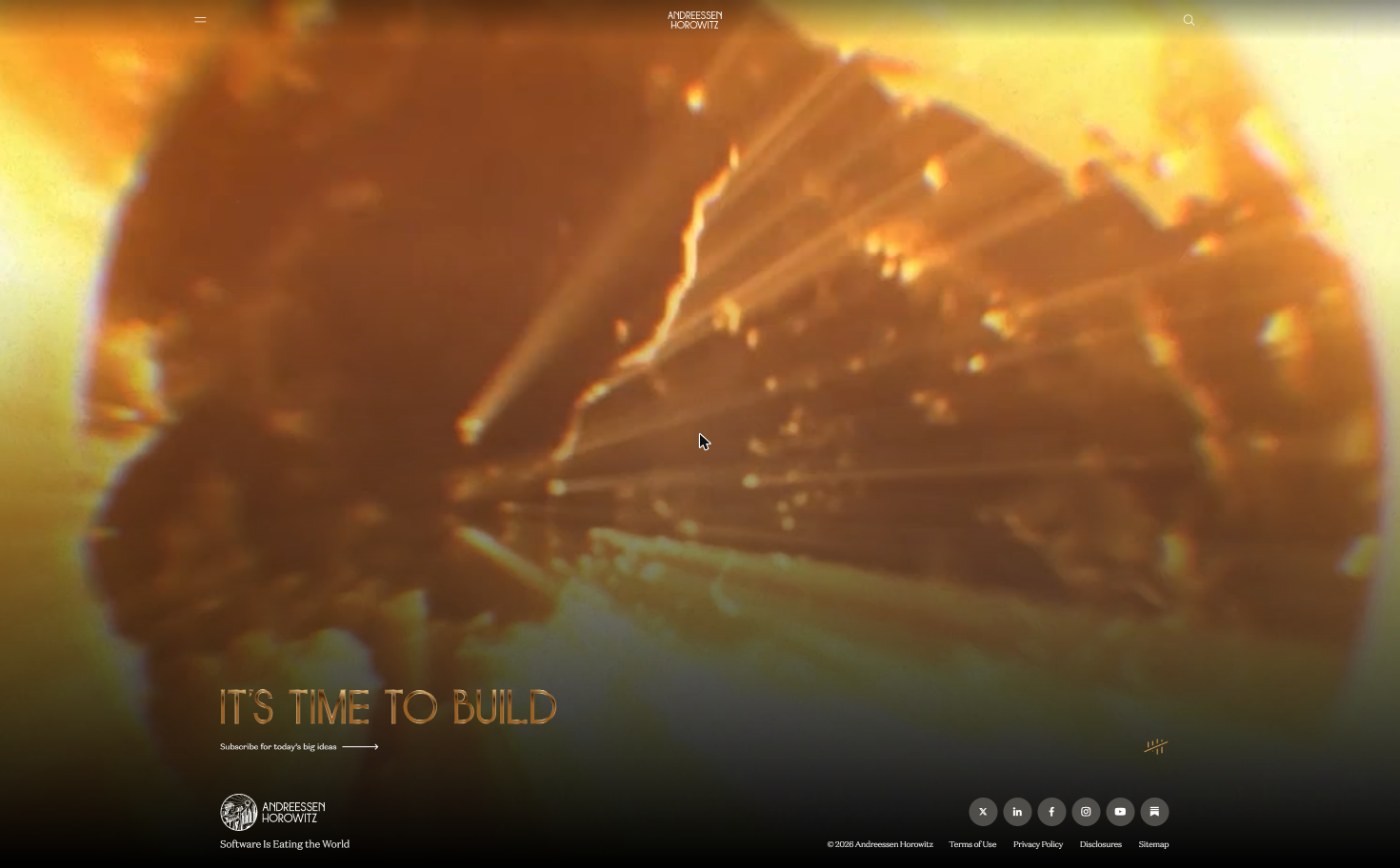 ANDREESSEN
HOROWITZ
IT'S TIME TO BUILD
Subscribe for today's big ideas
ANDREESSEN
HOROWITZ
Software Is Eating the World
© 2026 Andreessen Horowitz Terms of Use Privacy Policy Disclosures Sitemap